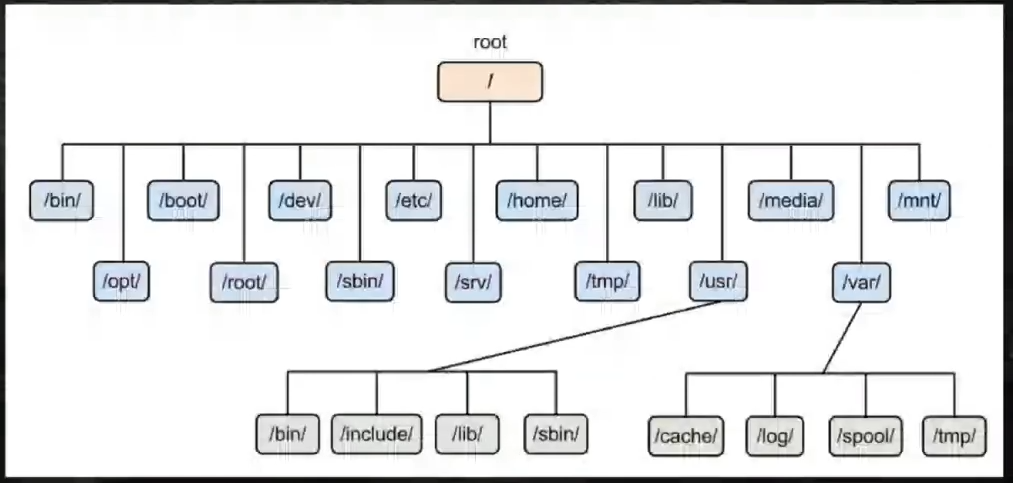 root
/
/bin/ /boot/ /dev/ /etc/ /home/ /lib/ /media/ /mnt/
/opt/ /root/ /sbin/ /srv/ /tmp/ /usr/ /var/
/bin/ /include/ /lib/ /sbin/ /cache/ /log/ /spool/ /tmp/